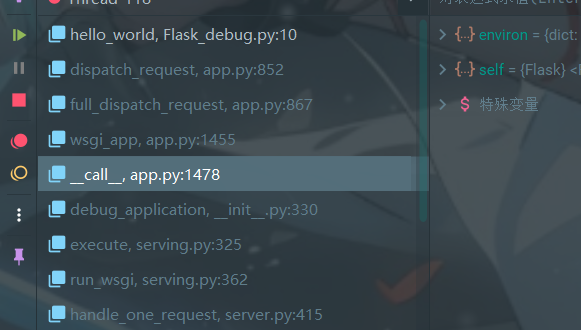 hello_world, Flask_debug.py:10
dispatch_request, app.py:852
full_dispatch_request, app.py:867
wsgi_app, app.py:1455
__call__, app.py:1478
debug_application, __init__.py:330
execute, serving.py:325
run_wsgi, serving.py:362
handle_one_request, server.py:415
{...} environ = {dict:
{...} self = {Flask} <F
特殊变量